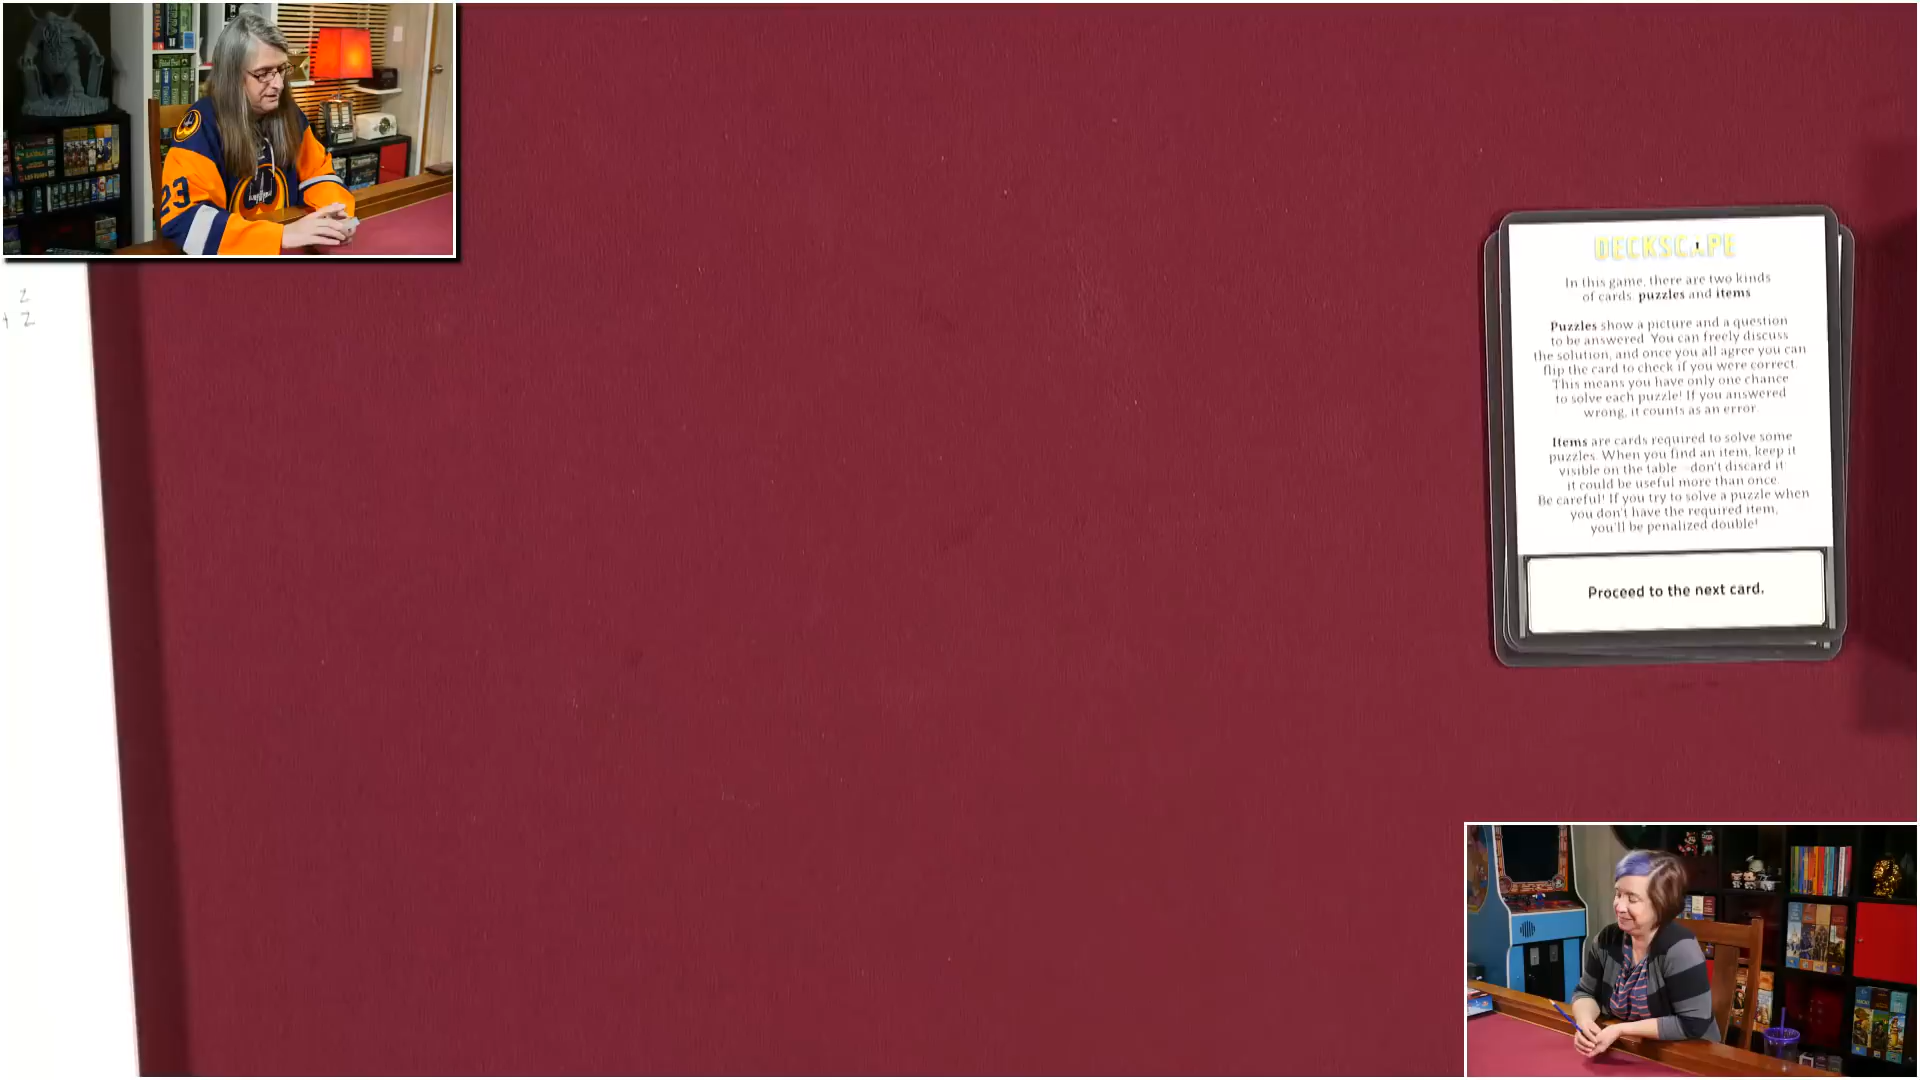 23
2
+ 2
DECKSCAPE
In this game, there are two kinds
of cards: puzzles and items
Puzzles show a picture and a question
to be answered. You can freely discuss
the solution, and once you all agree you can
flip the card to check if you were correct.
This means you have only one chance
to solve each puzzle! If you answered
wrong, it counts as an error.
Items are cards required to solve some
puzzles. When you find an item, keep it
visible on the table - don't discard it:
it could be useful more than once.
Be careful! If you try to solve a puzzle when
you don't have the required item,
you'll be penalized double!
Proceed to the next card.